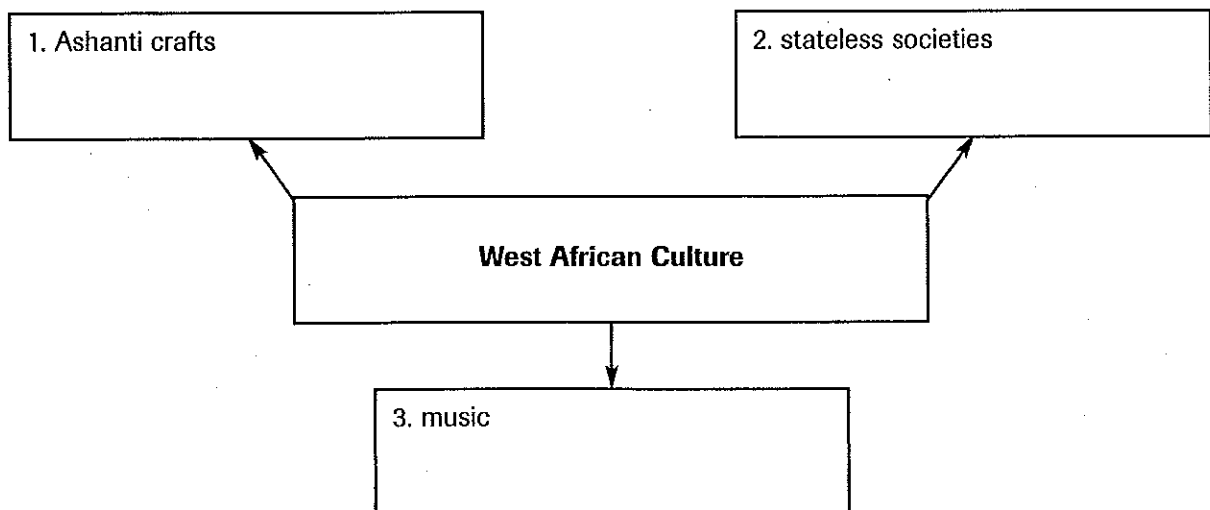 1. Ashanti crafts
2. stateless societies
West African Culture
3. music